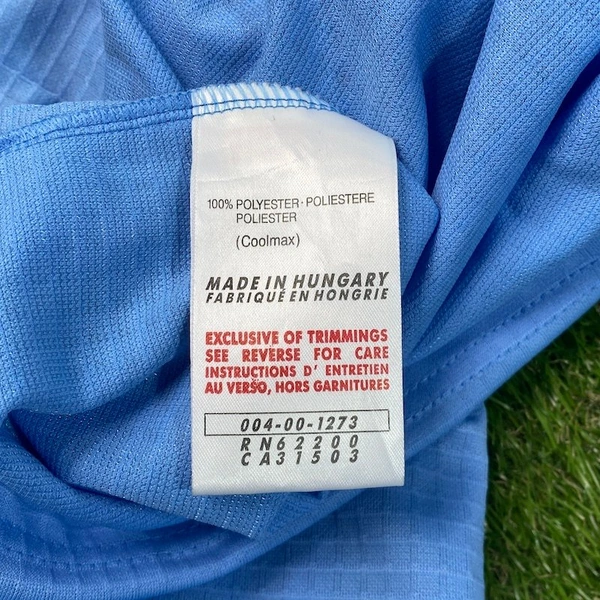 100% POLYESTER · POLIESTERE
POLIESTER
(Coolmax)
MADE IN HUNGARY
FABRIQUÉ EN HONGRIE
EXCLUSIVE OF TRIMMINGS
SEE REVERSE FOR CARE
INSTRUCTIONS D' ENTRETIEN
AU VERSO, HORS GARNITURES
004-00-1273
RN62200
CA31503